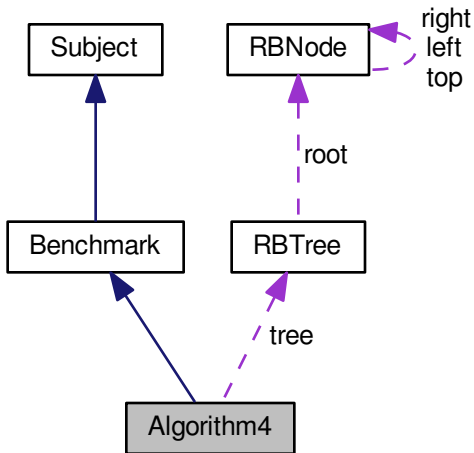 Subject
RBNode
right
left
top
root
Benchmark
RBTree
tree
Algorithm4